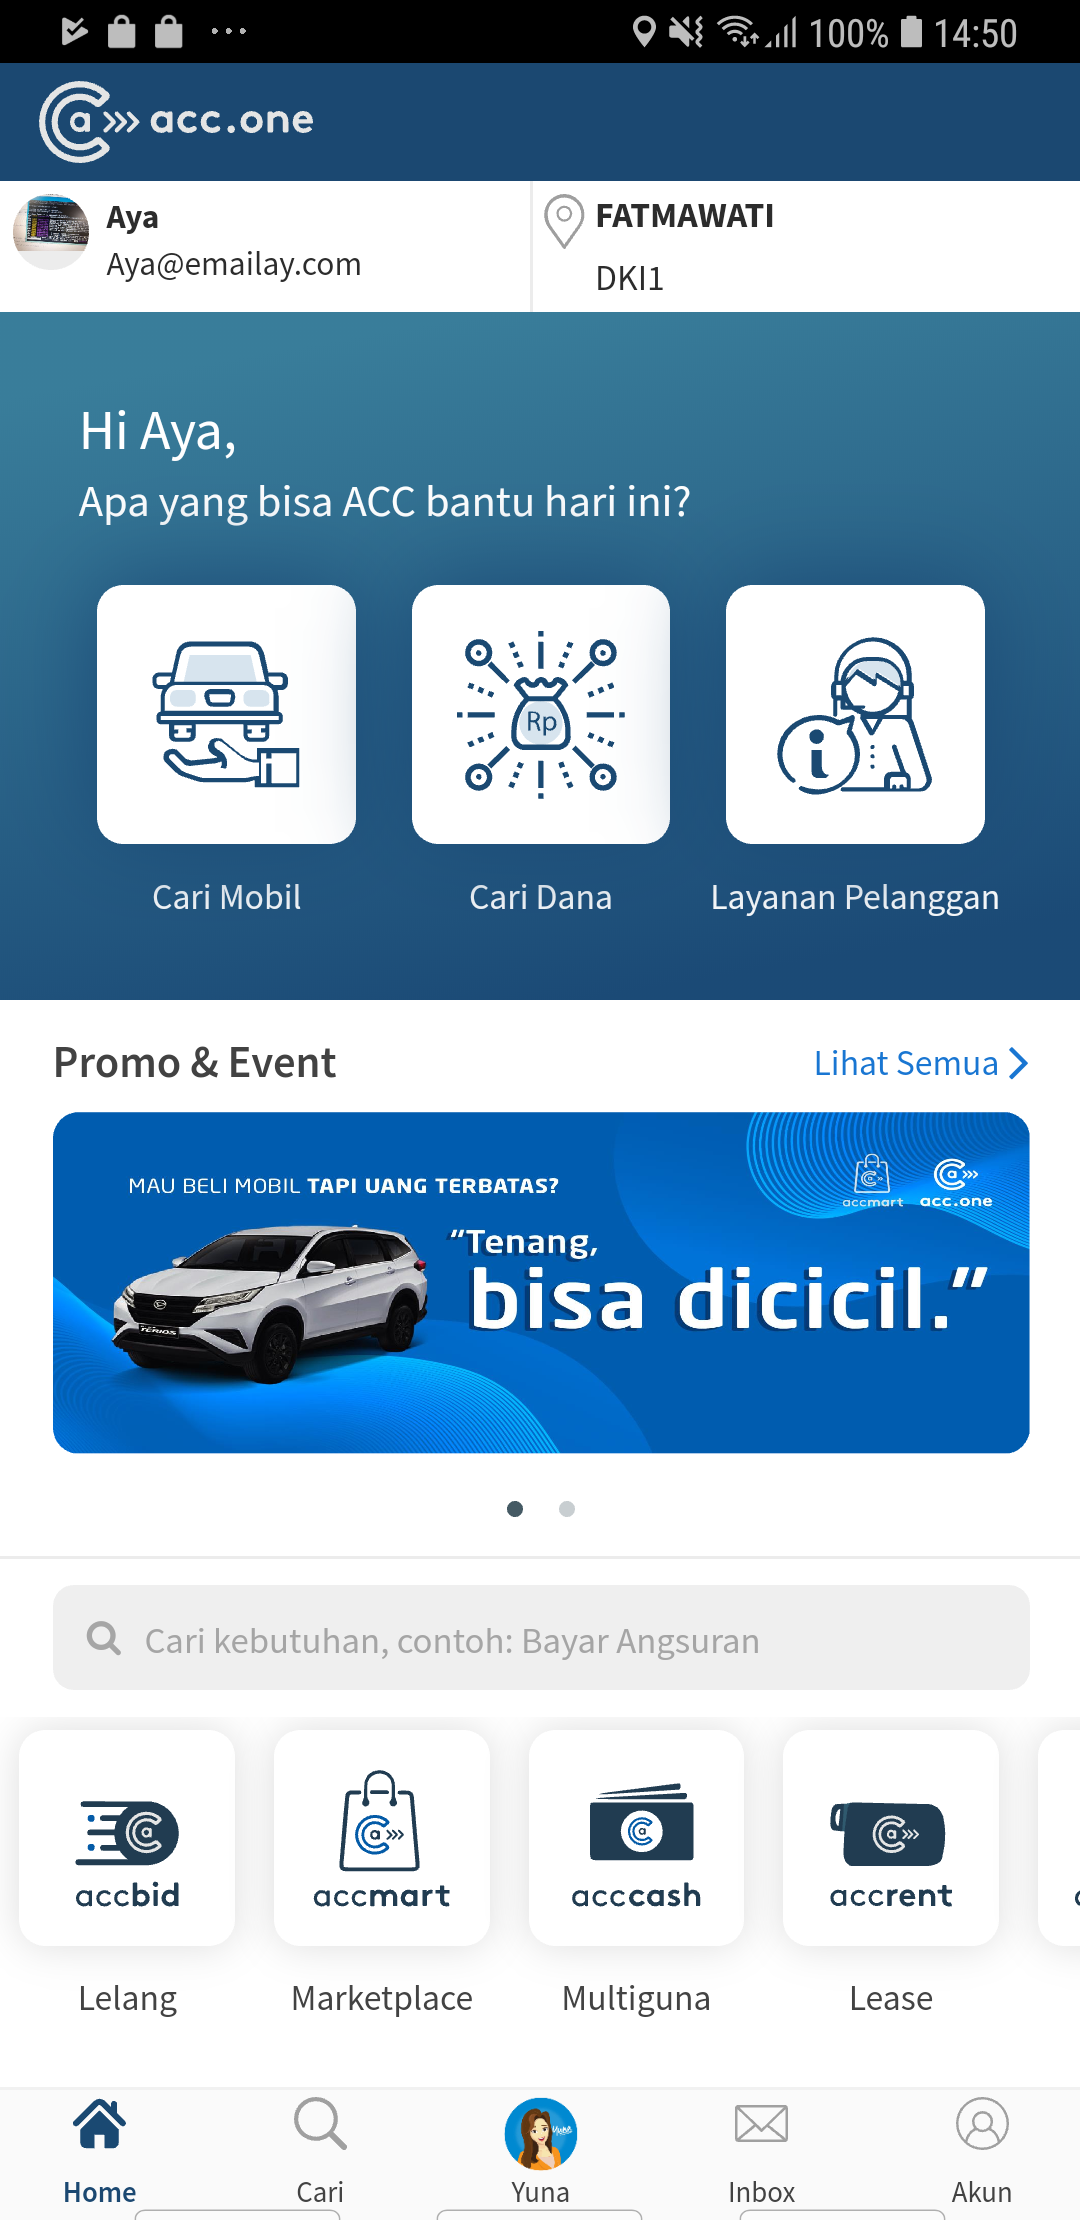 100% 14:50
acc.one
Aya
Aya@emailay.com
FATMAWATI
DKI1
Hi Aya,
Apa yang bisa ACC bantu hari ini?
Rp
Cari Mobil
Cari Dana
Layanan Pelanggan
Promo & Event
Lihat Semua
MAU BELI MOBIL TAPI UANG TERBATAS?
accmart
acc.one
"Tenang,
bisa dicicil."
TERIOS
Cari kebutuhan, contoh: Bayar Angsuran
accbid
accmart
acccash
accrent
Lelang
Marketplace
Multiguna
Lease
Home
Cari
Yuna
Inbox
Akun